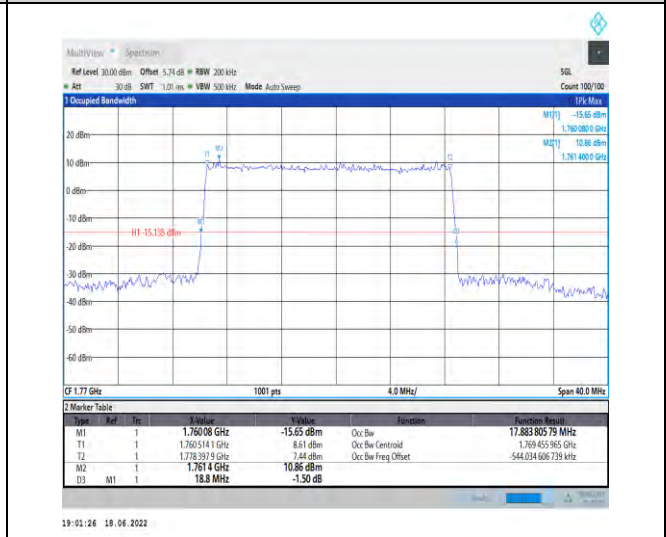 MultiView Spectrum
Ref Level 30.00 dBm Offset 5.74 dB RBW 200 kHz SGL
Att 30 dB SWT 1.01 ms VBW 500 kHz Mode Auto Sweep Count 100/100
1 Occupied Bandwidth 1Pk Max
M1[1] -15.65 dBm
1.760 080 0 GHz
20 dBm M2[1] 10.86 dBm
1.761 400 0 GHz
T1 M2 T2
10 dBm
0 dBm
-10 dBm
M1
H1 -15.135 dBm D3
-20 dBm
-30 dBm
-40 dBm
-50 dBm
-60 dBm
CF 1.77 GHz 1001 pts 4.0 MHz/ Span 40.0 MHz
2 Marker Table
Type Ref Trc X-Value Y-Value Function Function Result
M1 1 1.76008 GHz -15.65 dBm Occ Bw 17.883 805 79 MHz
T1 1 1.760 514 1 GHz 8.61 dBm Occ Bw Centroid 1.769 455 965 GHz
T2 1 1.778 397 9 GHz 7.44 dBm Occ Bw Freq Offset -544.034 606 739 kHz
M2 1 1.761 4 GHz 10.86 dBm
D3 M1 1 18.8 MHz -1.50 dB
19:01:26 18.06.2022